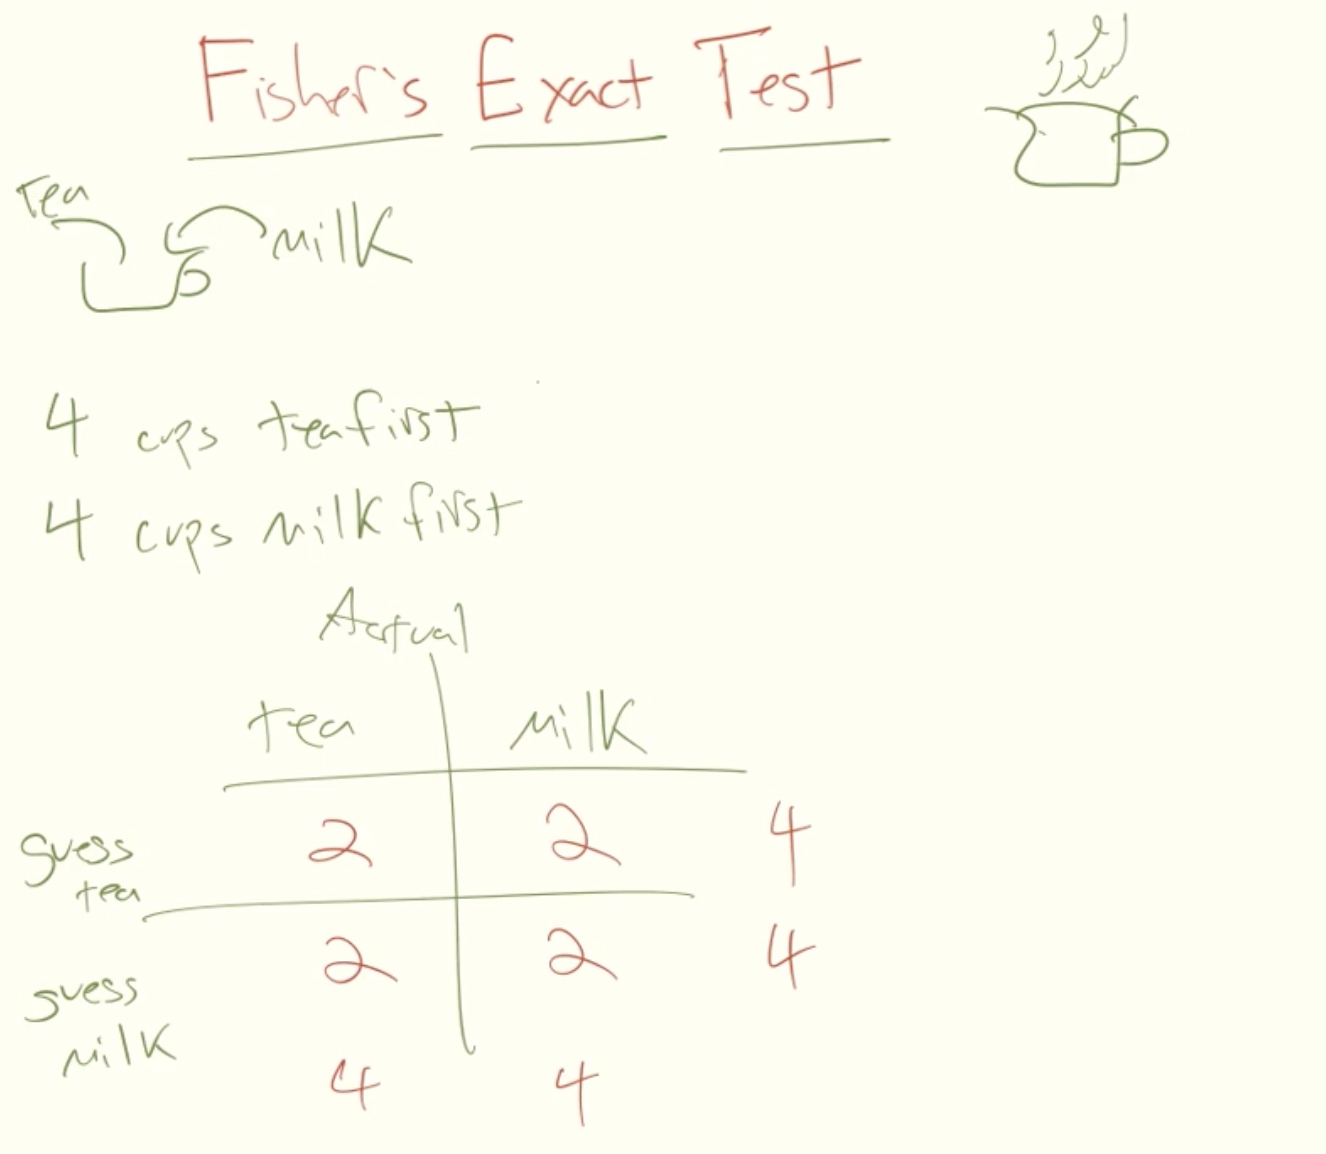 Fisher's Exact Test
Tea
Milk
4 cups tea first
4 cups milk first
Actual
tea milk
guess tea 2 2 4
guess milk 2 2 4
4 4